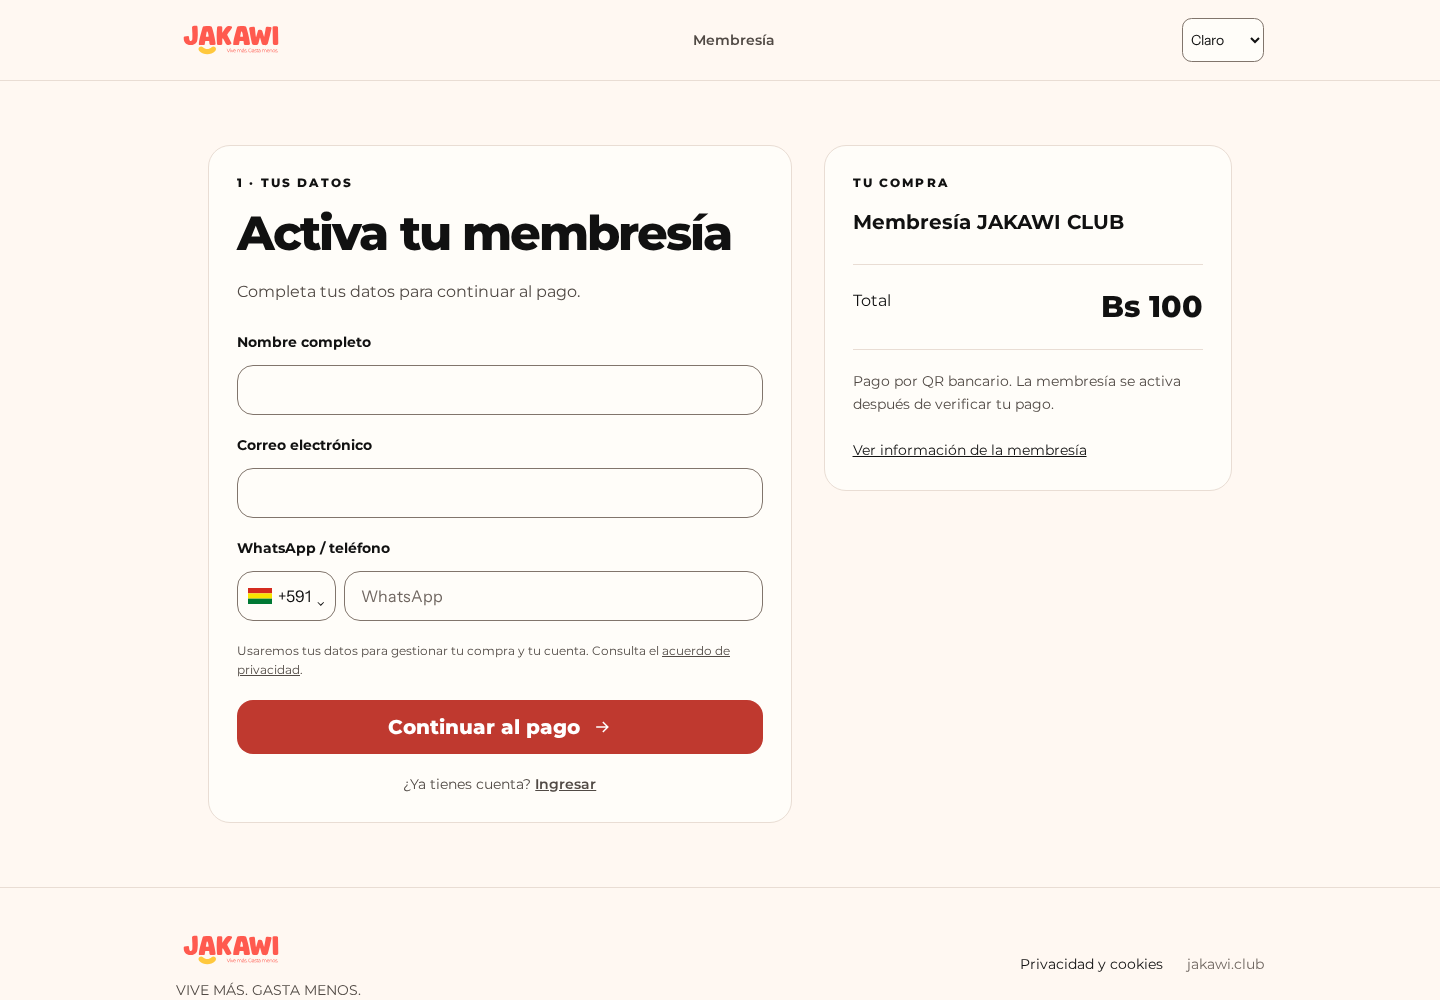 JAKAWI
Vive más. Gasta menos.
Membresía
Claro
1 · TUS DATOS
Activa tu membresía
Completa tus datos para continuar al pago.
Nombre completo
Correo electrónico
WhatsApp / teléfono
+591
WhatsApp
Usaremos tus datos para gestionar tu compra y tu cuenta. Consulta el acuerdo de
privacidad.
Continuar al pago →
¿Ya tienes cuenta? Ingresar
TU COMPRA
Membresía JAKAWI CLUB
Total
Bs 100
Pago por QR bancario. La membresía se activa
después de verificar tu pago.
Ver información de la membresía
JAKAWI
Vive más. Gasta menos.
VIVE MÁS. GASTA MENOS.
Privacidad y cookies
jakawi.club